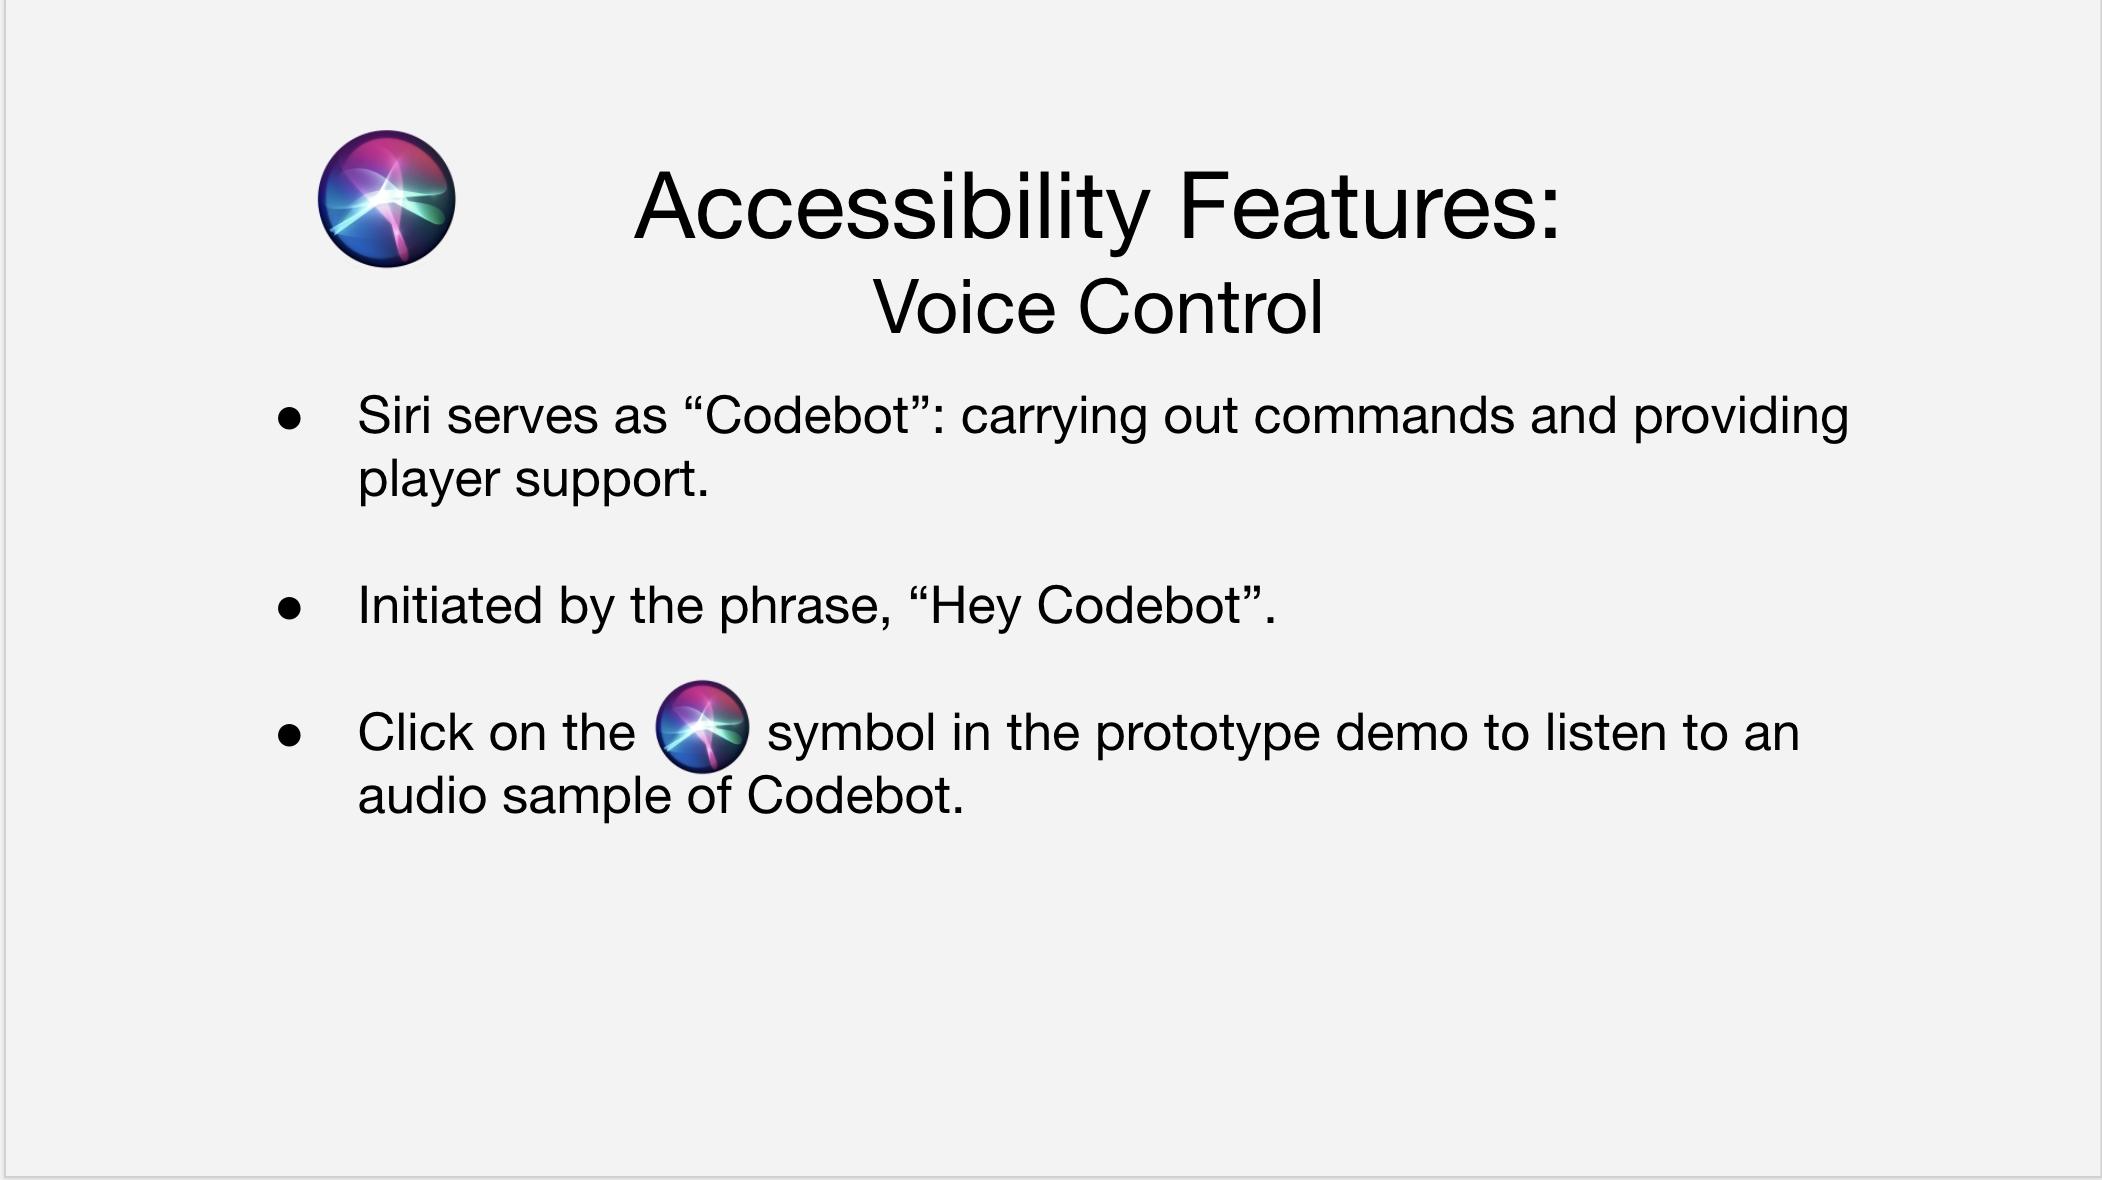 Accessibility Features:
Voice Control
● Siri serves as “Codebot”: carrying out commands and providing
player support.
● Initiated by the phrase, “Hey Codebot”.
● Click on the symbol in the prototype demo to listen to an
audio sample of Codebot.